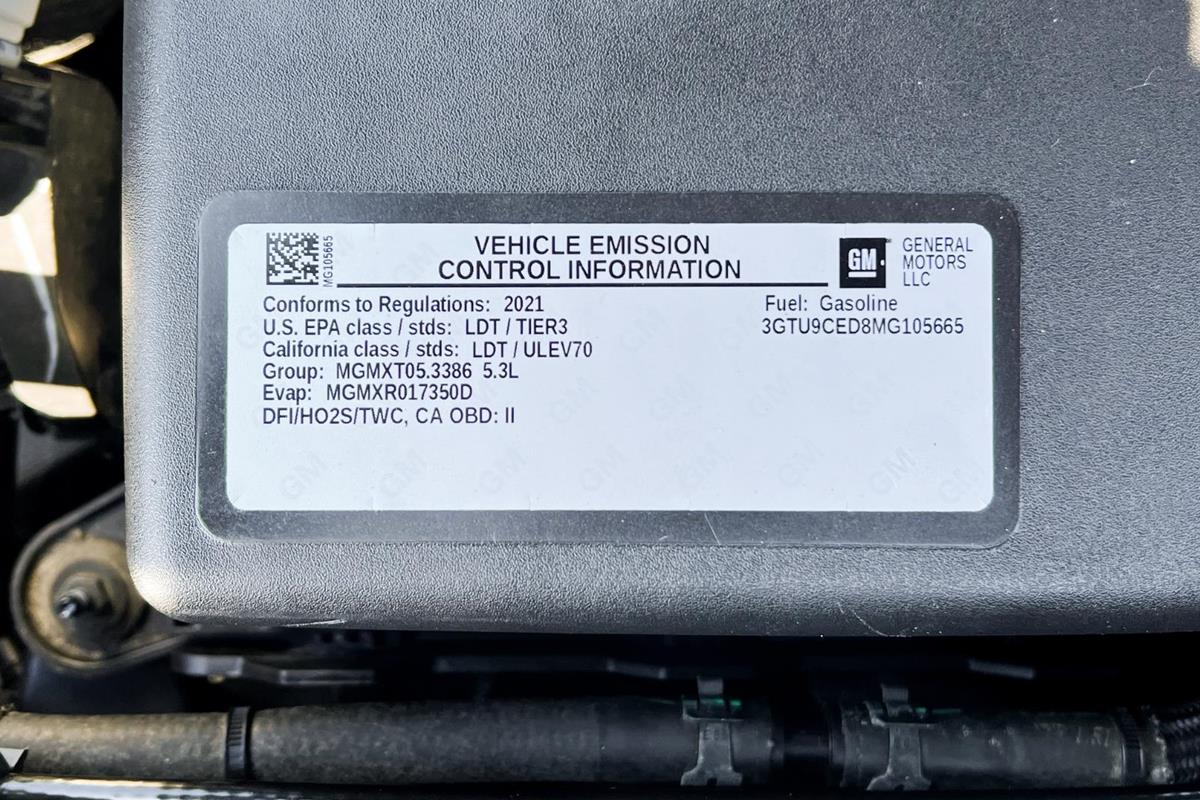 MG105665
VEHICLE EMISSION
CONTROL INFORMATION
GM
GENERAL
MOTORS
LLC
Conforms to Regulations: 2021
U.S. EPA class / stds: LDT / TIER3
California class / stds: LDT / ULEV70
Group: MGMXT05.3386 5.3L
Evap: MGMXR017350D
DFI/HO2S/TWC, CA OBD: II
Fuel: Gasoline
3GTU9CED8MG105665